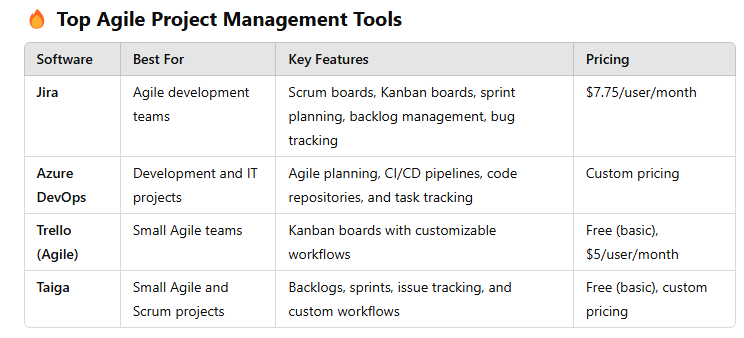 🔥 Top Agile Project Management Tools
Software Best For Key Features Pricing
Jira Agile development Scrum boards, Kanban boards, sprint $7.75/user/month
teams planning, backlog management, bug
tracking
Azure Development and IT Agile planning, CI/CD pipelines, code Custom pricing
DevOps projects repositories, and task tracking
Trello Small Agile teams Kanban boards with customizable Free (basic),
(Agile) workflows $5/user/month
Taiga Small Agile and Backlogs, sprints, issue tracking, and Free (basic), custom
Scrum projects custom workflows pricing